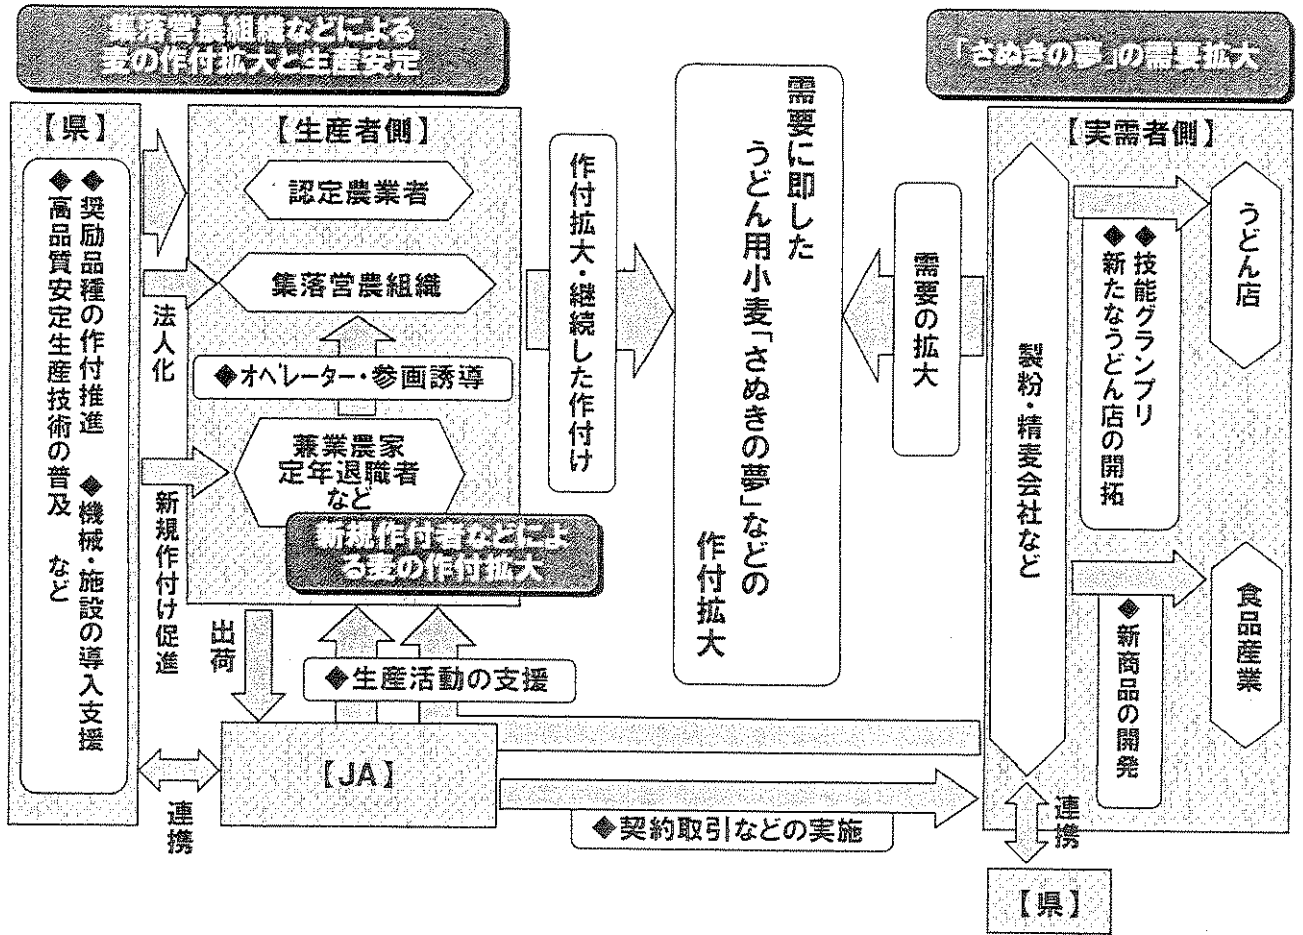 集落営農組織などによる
麦の作付拡大と生産安定
「さぬきの夢」の需要拡大
【県】
◆奨励品種の作付推進　◆機械・施設の導入支援
◆高品質安定生産技術の普及　など
法人化
新規作付け促進
【生産者側】
認定農業者
集落営農組織
◆オペレーター・参画誘導
兼業農家
定年退職者
など
新規作付者などによ
る麦の作付拡大
作付拡大・継続した作付け
需要に即した
うどん用小麦「さぬきの夢」などの
作付拡大
需要の拡大
【実需者側】
製粉・精麦会社など
◆技能グランプリ
◆新たなうどん店の開拓
うどん店
◆新商品の開発
食品産業
出荷
◆生産活動の支援
【JA】
連携
◆契約取引などの実施
連携
【県】